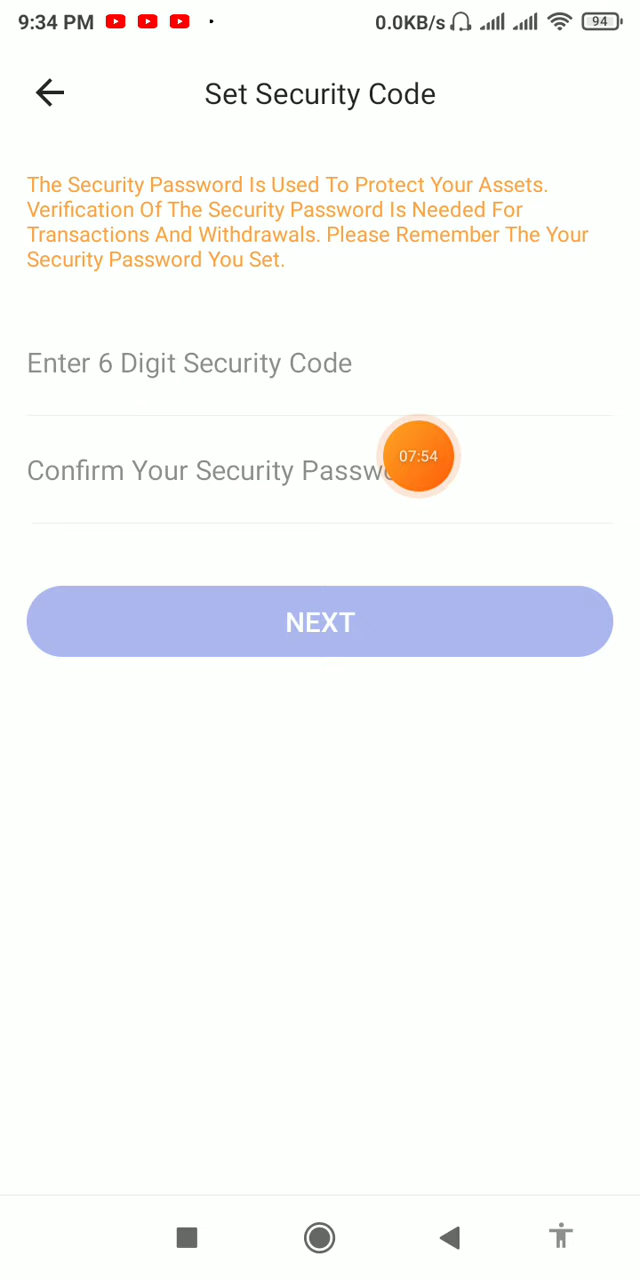 9:34 PM 0.0KB/s 94
Set Security Code
The Security Password Is Used To Protect Your Assets.
Verification Of The Security Password Is Needed For
Transactions And Withdrawals. Please Remember The Your
Security Password You Set.
Enter 6 Digit Security Code
07:54
Confirm Your Security
NEXT